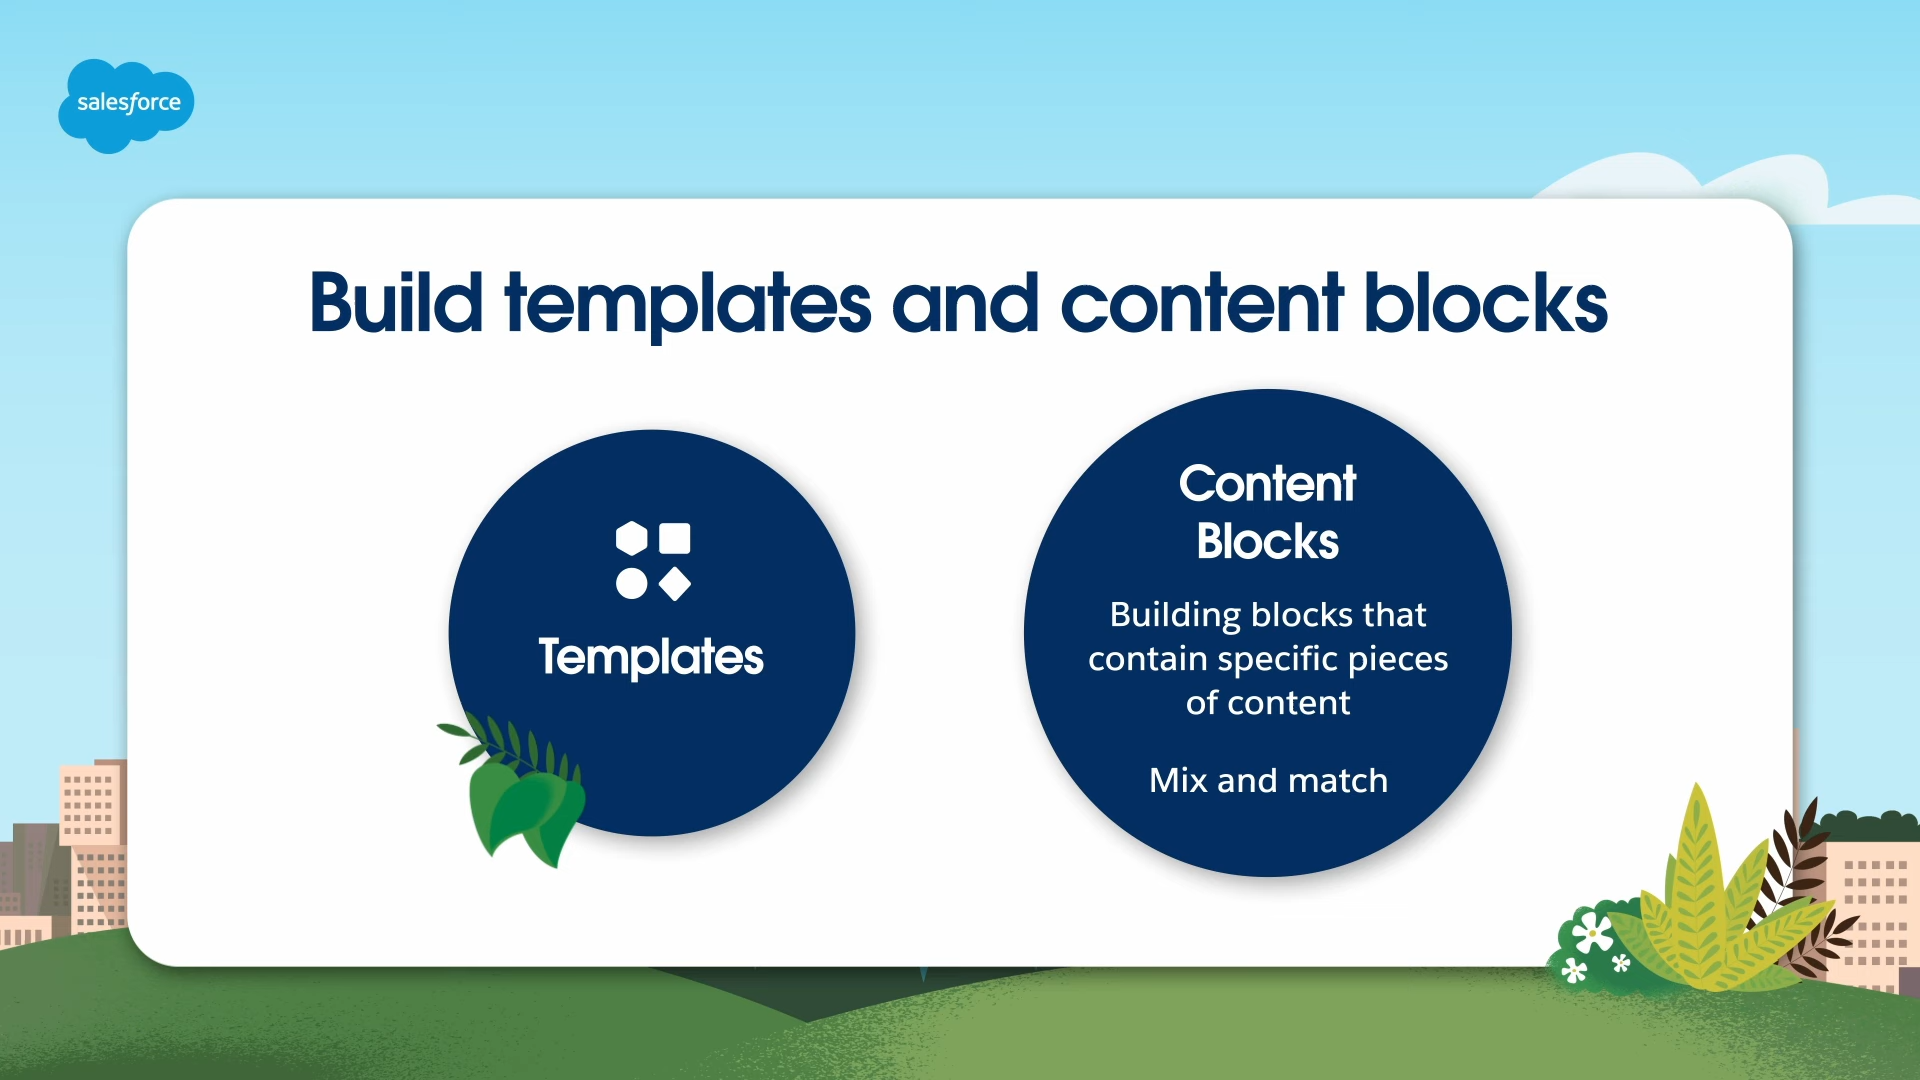 salesforce
Build templates and content blocks
Templates
Content
Blocks
Building blocks that
contain specific pieces
of content
Mix and match